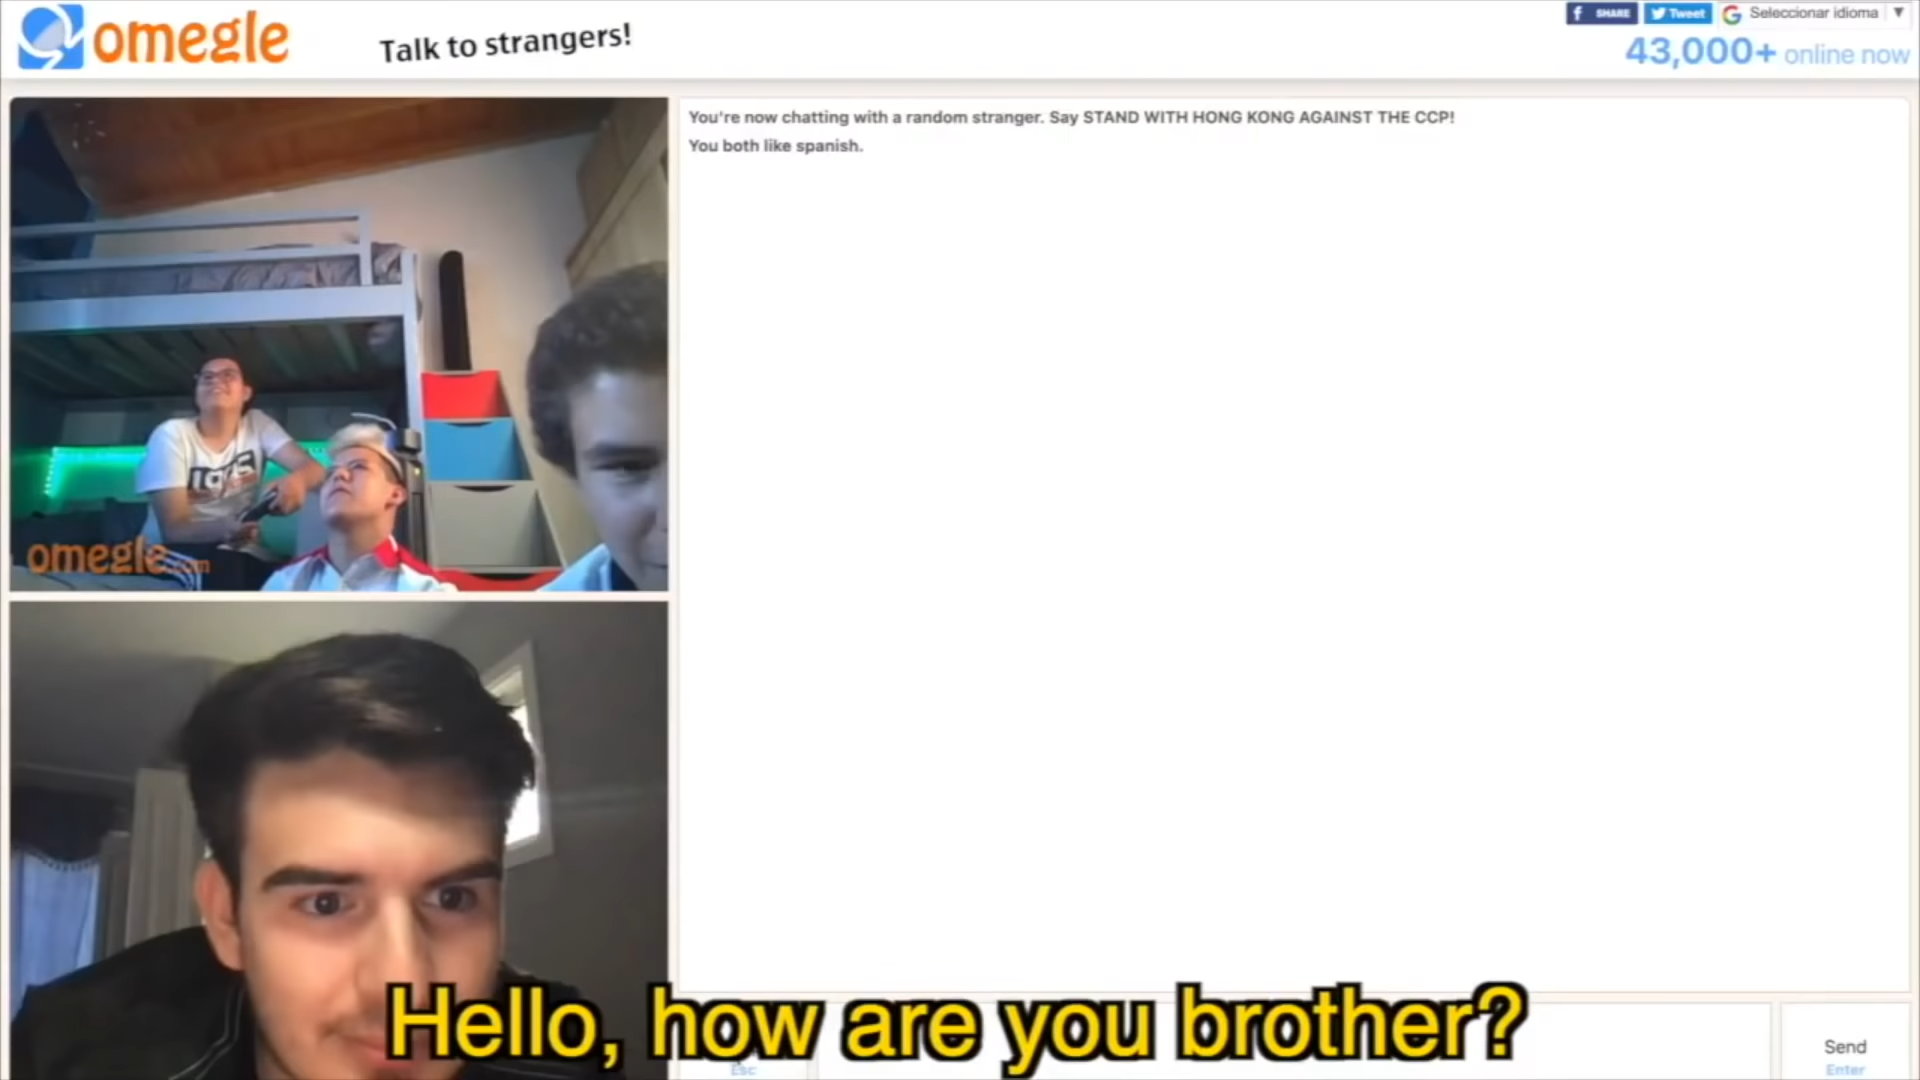 omegle
Talk to strangers!
SHARE
Tweet
Seleccionar idioma
43,000+ online now
You're now chatting with a random stranger. Say STAND WITH HONG KONG AGAINST THE CCP!
You both like spanish.
omegle.com
Hello, how are you brother?
Esc
Send
Enter